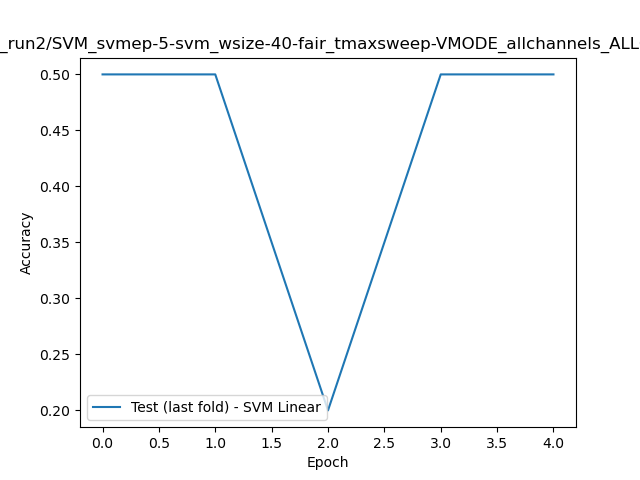 _run2/SVM_svmep-5-svm_wsize-40-fair_tmaxsweep-VMODE_allchannels_ALL
0.50
0.45
0.40
0.35
0.30
0.25
0.20
Accuracy
Test (last fold) - SVM Linear
0.0 0.5 1.0 1.5 2.0 2.5 3.0 3.5 4.0
Epoch